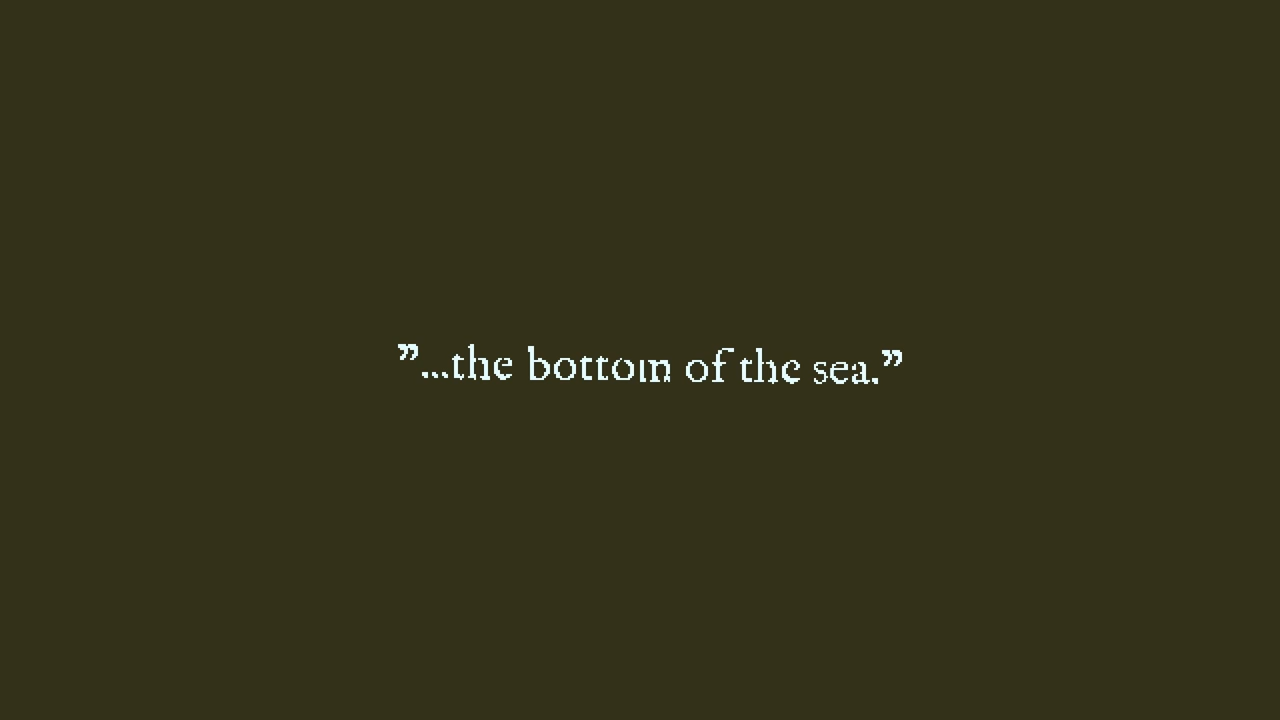 ”...the bottom of the sea.”